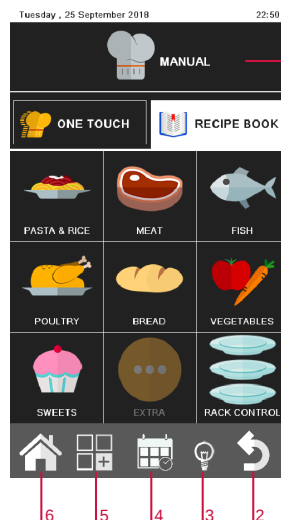 Tuesday , 25 September 2018 22:50
MANUAL
ONE TOUCH RECIPE BOOK
PASTA & RICE MEAT FISH
POULTRY BREAD VEGETABLES
SWEETS EXTRA RACK CONTROL
6 5 4 3 2